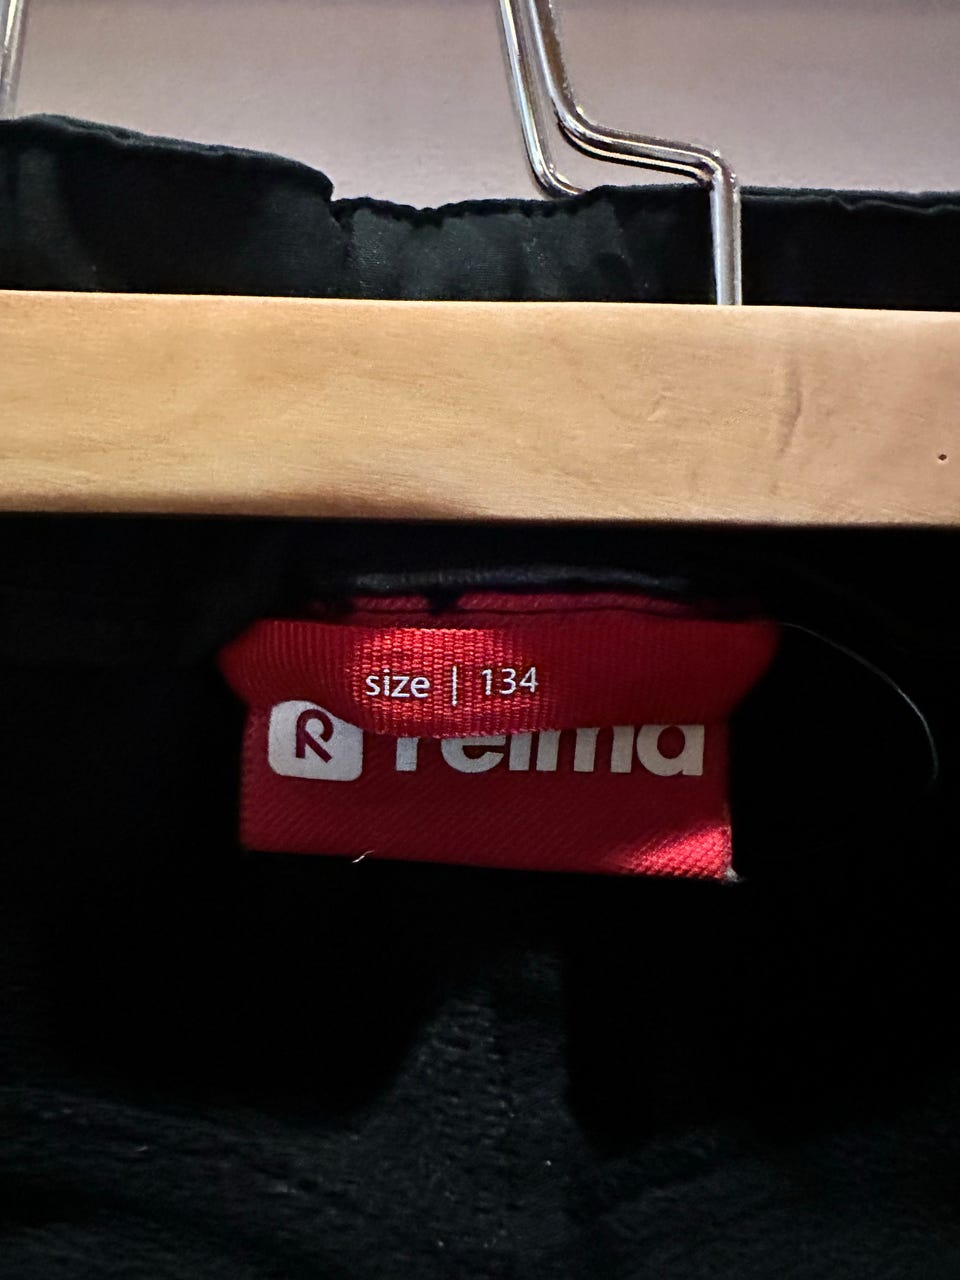 size | 134
R reima